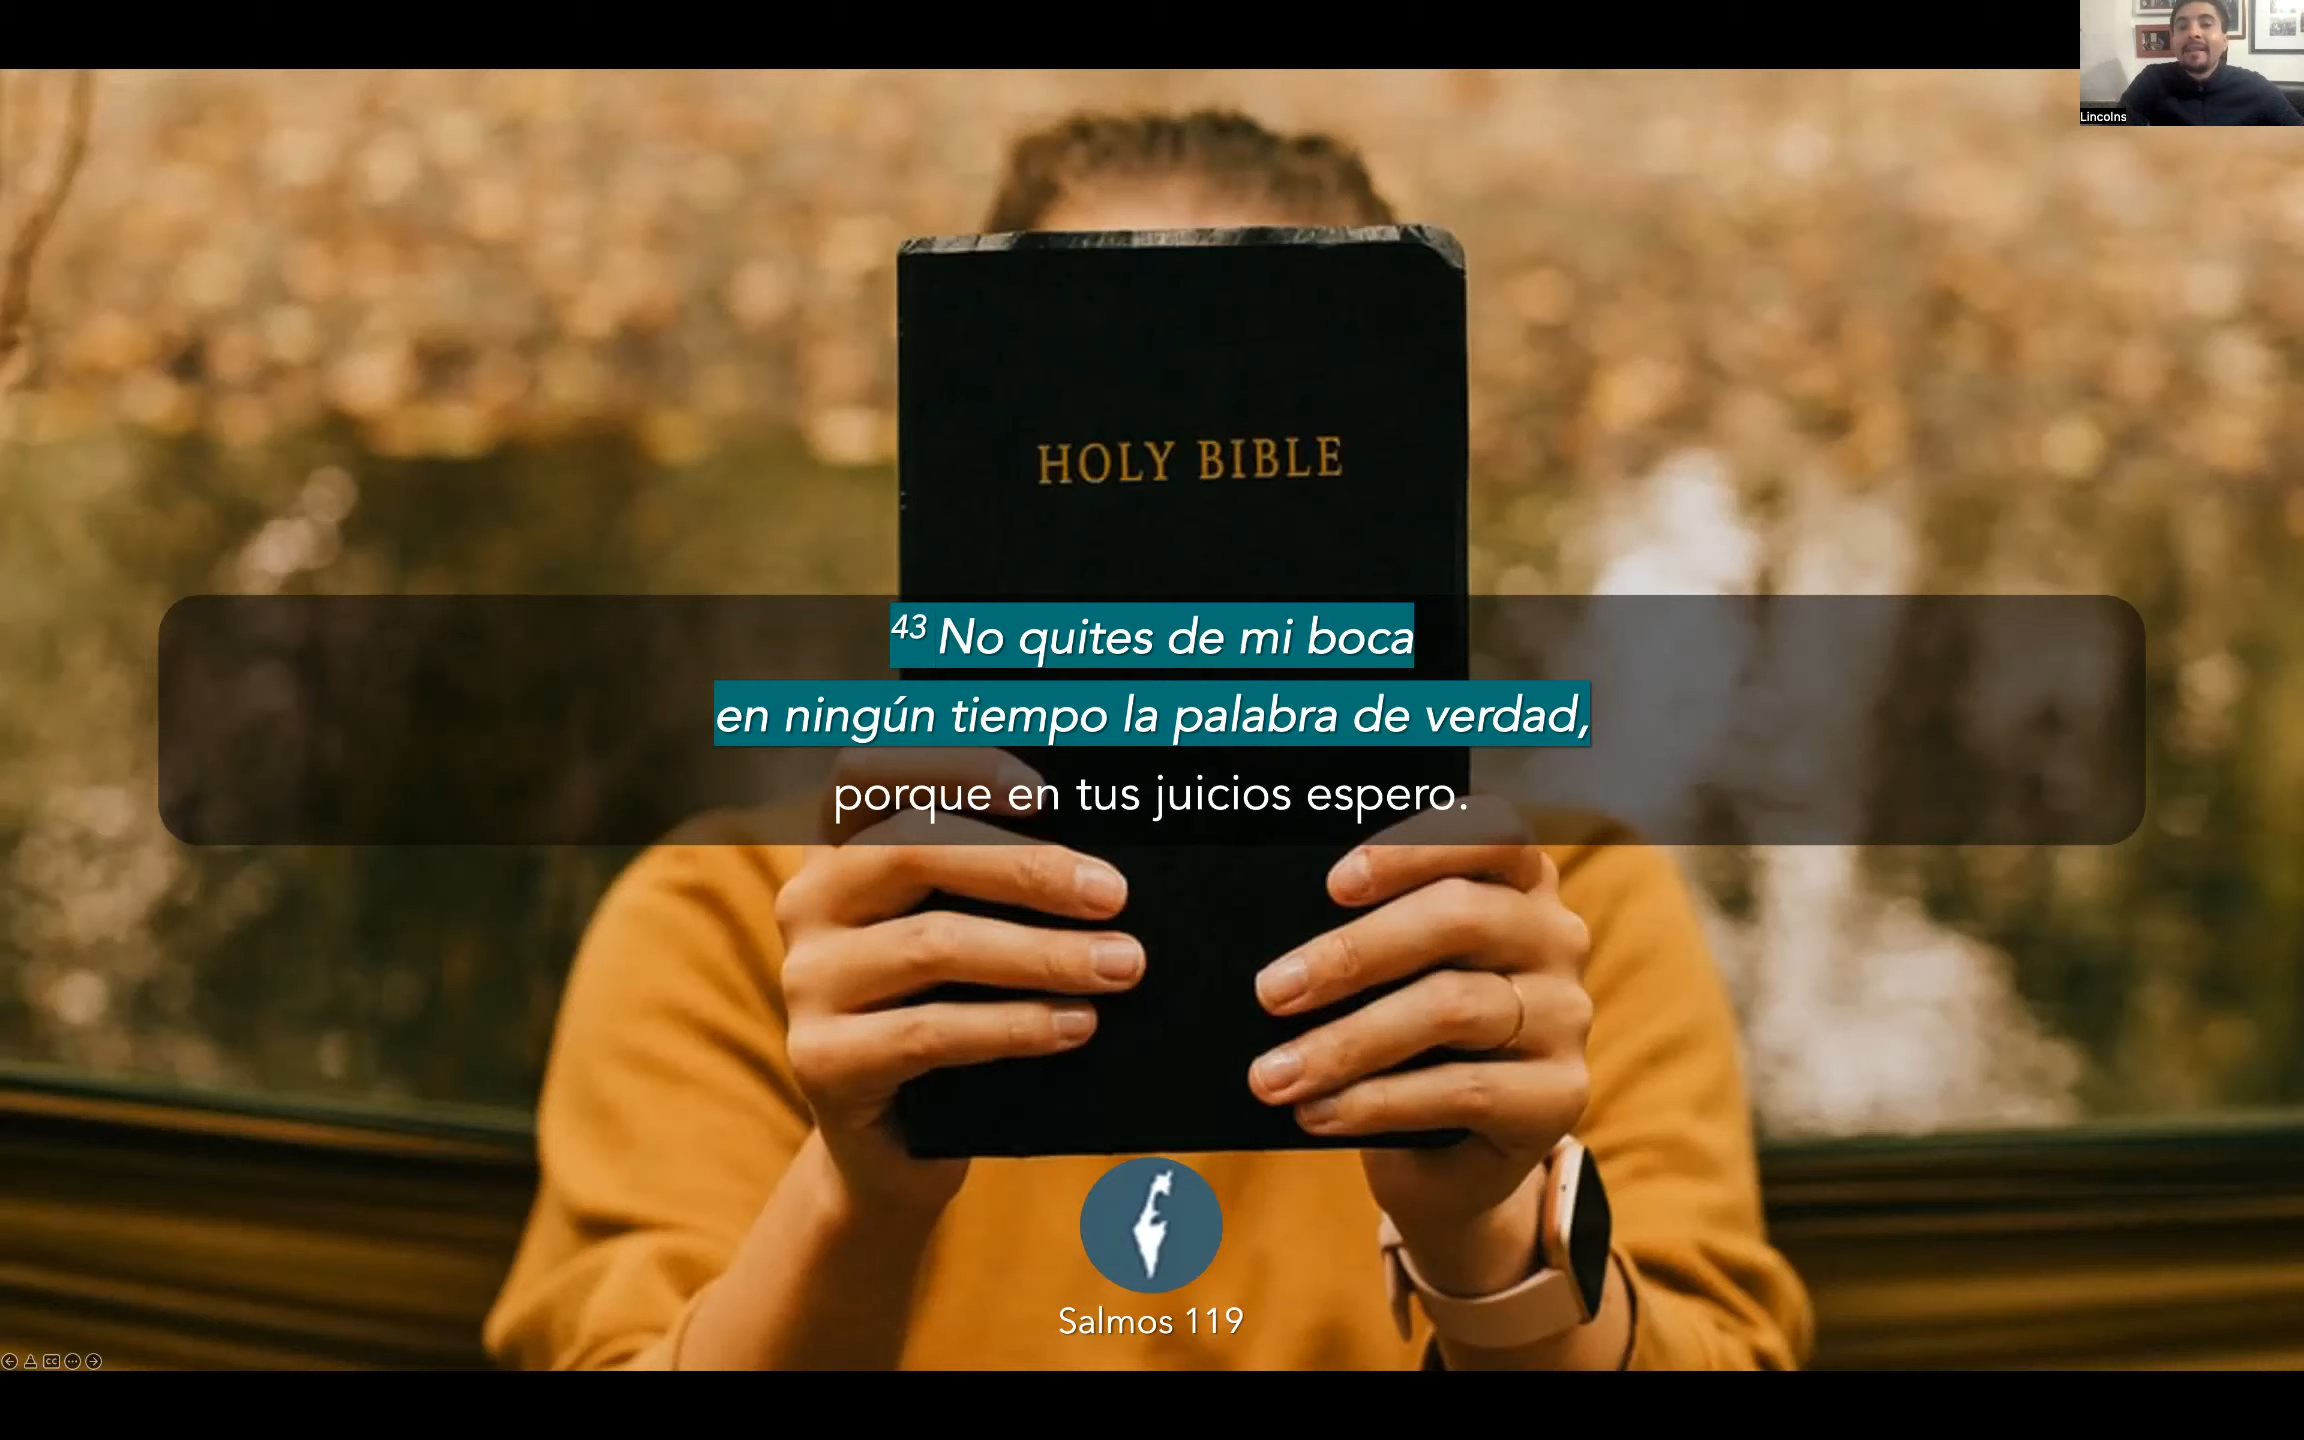 Lincolns
HOLY BIBLE
43 No quites de mi boca
en ningún tiempo la palabra de verdad,
porque en tus juicios espero.
Salmos 119
CC